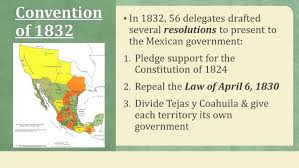 Convention
of 1832
• In 1832, 56 delegates drafted
several resolutions to present to
the Mexican government:
1. Pledge support for the
Constitution of 1824
2. Repeal the Law of April 6, 1830
3. Divide Tejas y Coahuila & give
each territory its own
government